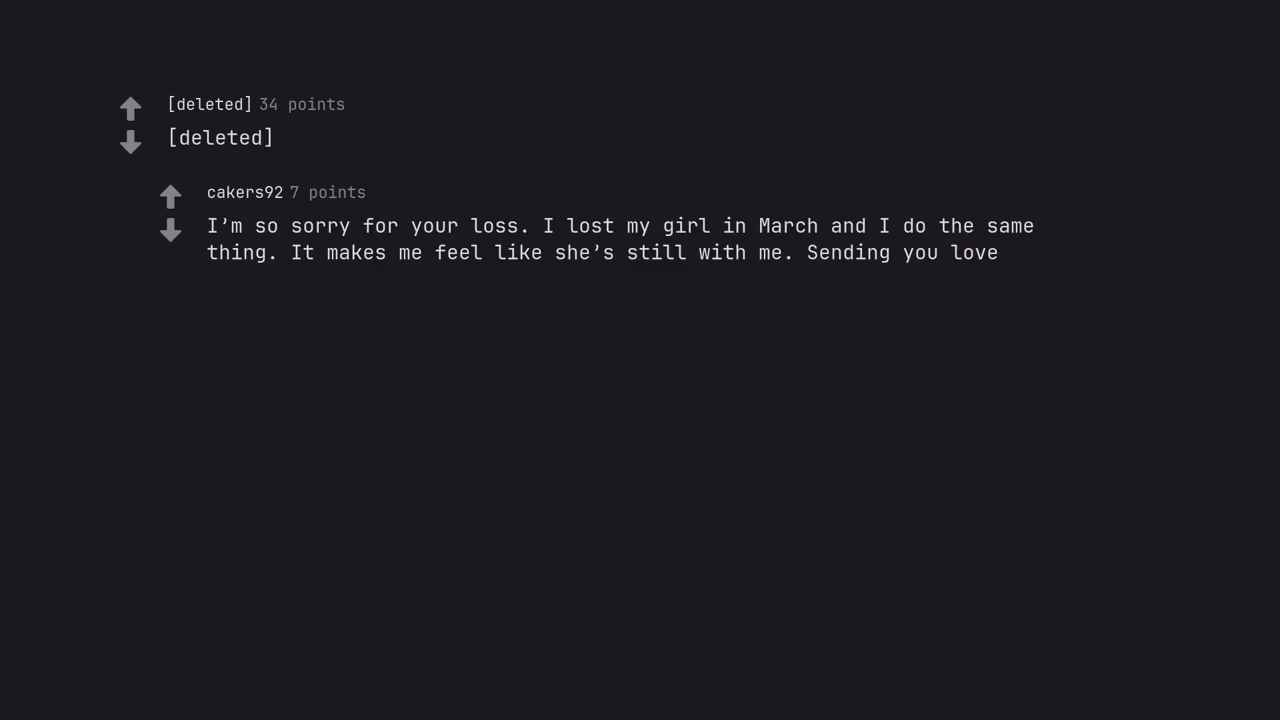 [deleted] 34 points
[deleted]
cakers92 7 points
I’m so sorry for your loss. I lost my girl in March and I do the same
thing. It makes me feel like she’s still with me. Sending you love